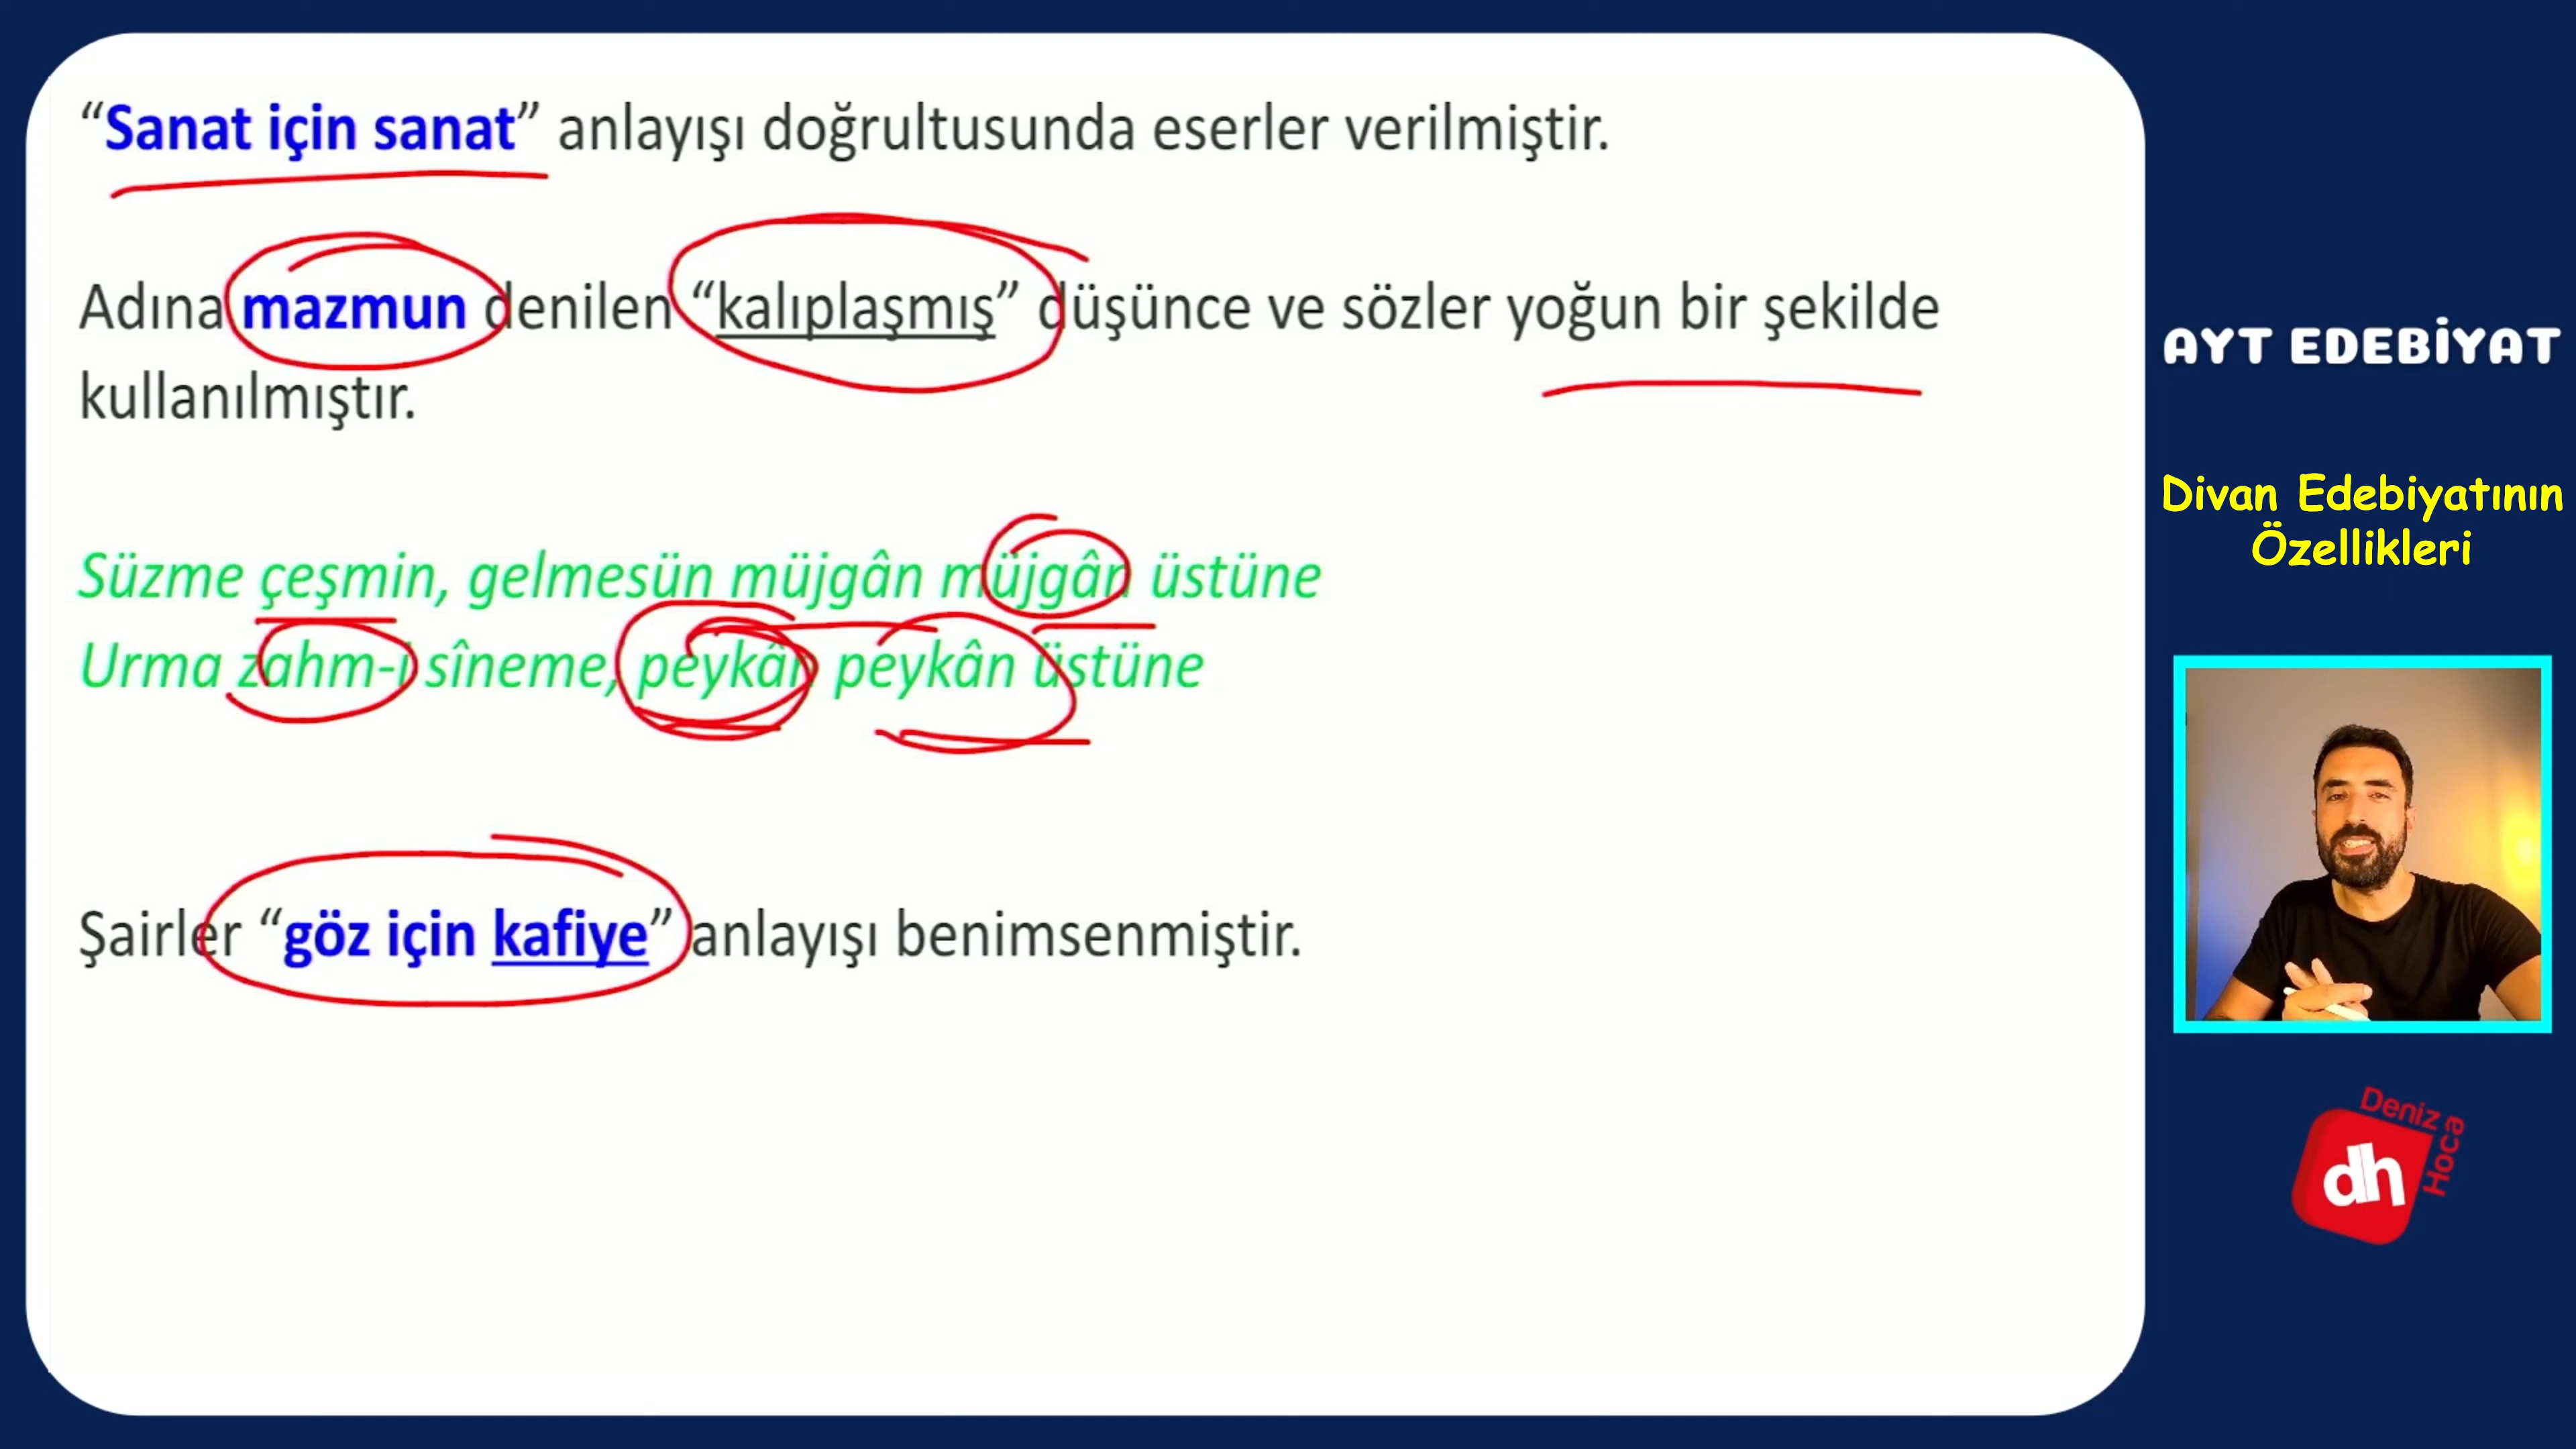 “Sanat için sanat” anlayışı doğrultusunda eserler verilmiştir.
Adına mazmun denilen “kalıplaşmış” düşünce ve sözler yoğun bir şekilde
kullanılmıştır.
Süzme çeşmin, gelmesün müjgân müjgân üstüne
Urma zahm-i sîneme, peykân peykân üstüne
Şairler “göz için kafiye” anlayışı benimsenmiştir.
AYT EDEBİYAT
Divan Edebiyatının
Özellikleri
Deniz
Hoca
dh